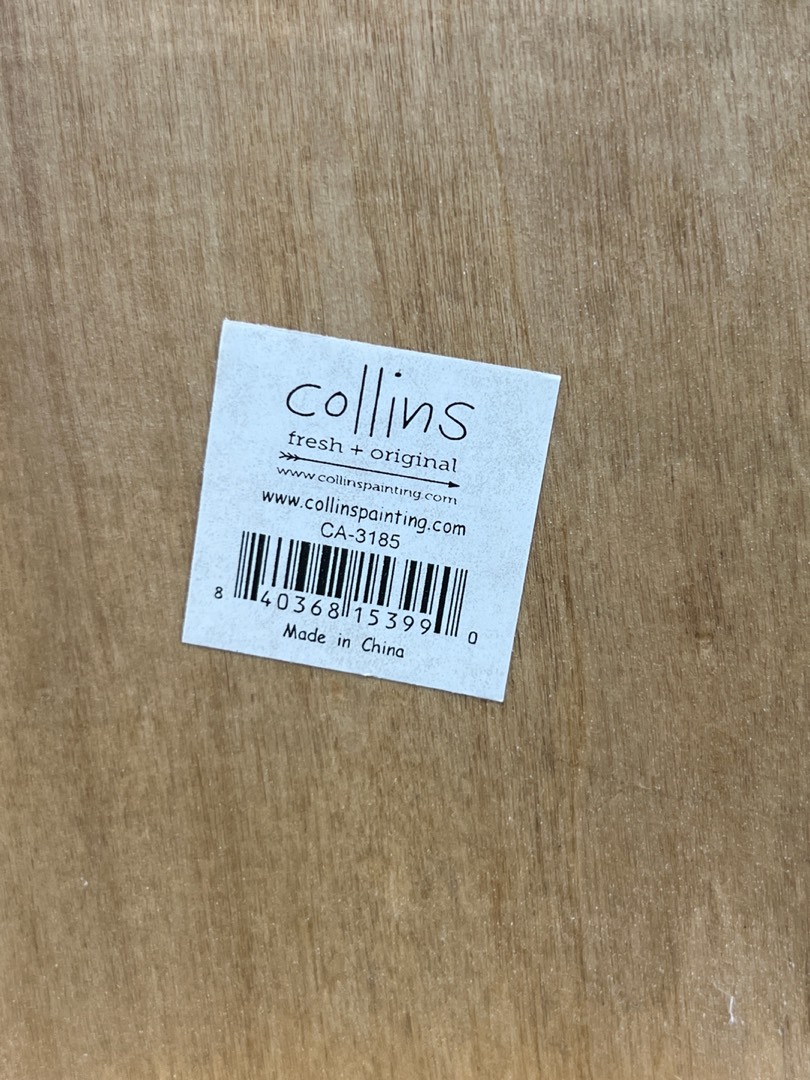 collins
fresh + original
www.collinspainting.com
www.collinspainting.com
CA-3185
8 40368 15399 0
Made in China